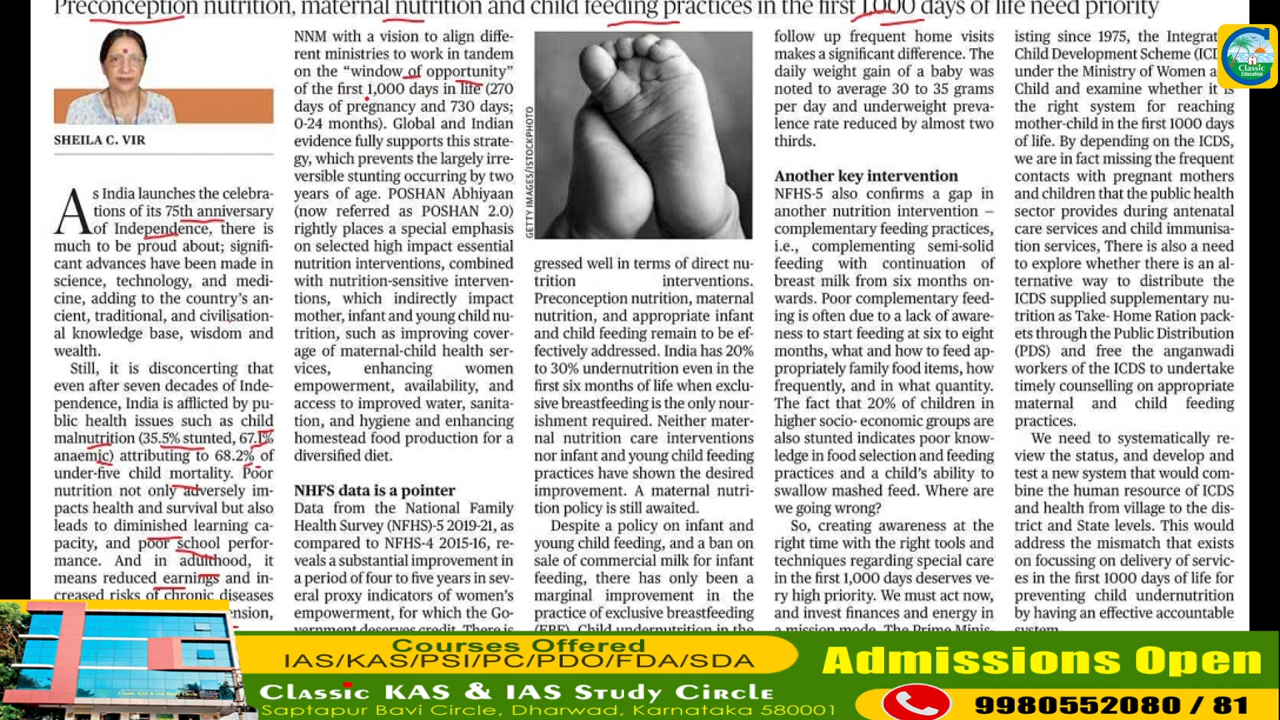 Preconception nutrition, maternal nutrition and child feeding practices in the first 1,000 days of life need priority
SHEILA C. VIR
As India launches the celebra-
tions of its 75th anniversary
of Independence, there is
much to be proud about; signifi-
cant advances have been made in
science, technology, and medi-
cine, adding to the country's an-
cient, traditional, and civilisation-
al knowledge base, wisdom and
wealth.
Still, it is disconcerting that
even after seven decades of Inde-
pendence, India is afflicted by pu-
blic health issues such as child
malnutrition (35.5% stunted, 67.1%
anaemic) attributing to 68.2% of
under-five child mortality. Poor
nutrition not only adversely im-
pacts health and survival but also
leads to diminished learning ca-
pacity, and poor school perfor-
mance. And in adulthood, it
means reduced earnings and in-
creased risks of chronic diseases
NNM with a vision to align diffe-
rent ministries to work in tandem
on the "window of opportunity"
of the first 1,000 days in life (270
days of pregnancy and 730 days;
0-24 months). Global and Indian
evidence fully supports this strate-
gy, which prevents the largely irre-
versible stunting occurring by two
years of age. POSHAN Abhiyaan
(now referred as POSHAN 2.0)
rightly places a special emphasis
on selected high impact essential
nutrition interventions, combined
with nutrition-sensitive interven-
tions, which indirectly impact
mother, infant and young child nu-
trition, such as improving cover-
age of maternal-child health ser-
vices, enhancing women
empowerment, availability, and
access to improved water, sanita-
tion, and hygiene and enhancing
homestead food production for a
diversified diet.
NHFS data is a pointer
Data from the National Family
Health Survey (NFHS)-5 2019-21, as
compared to NFHS-4 2015-16, re-
veals a substantial improvement in
a period of four to five years in sev-
eral proxy indicators of women's
empowerment, for which the Go-
vernment deserves credit. There is
GETTY IMAGES/ISTOCKPHOTO
gressed well in terms of direct nu-
trition interventions.
Preconception nutrition, maternal
nutrition, and appropriate infant
and child feeding remain to be ef-
fectively addressed. India has 20%
to 30% undernutrition even in the
first six months of life when exclu-
sive breastfeeding is the only nour-
ishment required. Neither mater-
nal nutrition care interventions
nor infant and young child feeding
practices have shown the desired
improvement. A maternal nutri-
tion policy is still awaited.
Despite a policy on infant and
young child feeding, and a ban on
sale of commercial milk for infant
feeding, there has only been a
marginal improvement in the
practice of exclusive breastfeeding
(EBF). Child undernutrition in the
follow up frequent home visits
makes a significant difference. The
daily weight gain of a baby was
noted to average 30 to 35 grams
per day and underweight preva-
lence rate reduced by almost two
thirds.
Another key intervention
NFHS-5 also confirms a gap in
another nutrition intervention –
complementary feeding practices,
i.e., complementing semi-solid
feeding with continuation of
breast milk from six months on-
wards. Poor complementary feed-
ing is often due to a lack of aware-
ness to start feeding at six to eight
months, what and how to feed ap-
propriately family food items, how
frequently, and in what quantity.
The fact that 20% of children in
higher socio- economic groups are
also stunted indicates poor know-
ledge in food selection and feeding
practices and a child's ability to
swallow mashed feed. Where are
we going wrong?
So, creating awareness at the
right time with the right tools and
techniques regarding special care
in the first 1,000 days deserves ve-
ry high priority. We must act now,
and invest finances and energy in
a mission mode. The Prime Minis-
isting since 1975, the Integrat
Child Development Scheme (ICD
under the Ministry of Women a
Child and examine whether it is
the right system for reaching
mother-child in the first 1000 days
of life. By depending on the ICDS,
we are in fact missing the frequent
contacts with pregnant mothers
and children that the public health
sector provides during antenatal
care services and child immunisa-
tion services, There is also a need
to explore whether there is an al-
ternative way to distribute the
ICDS supplied supplementary nu-
trition as Take- Home Ration pack-
ets through the Public Distribution
(PDS) and free the anganwadi
workers of the ICDS to undertake
timely counselling on appropriate
maternal and child feeding
practices.
We need to systematically re-
view the status, and develop and
test a new system that would com-
bine the human resource of ICDS
and health from village to the dis-
trict and State levels. This would
address the mismatch that exists
on focussing on delivery of servic-
es in the first 1000 days of life for
preventing child undernutrition
by having an effective accountable
system.
Classic
Education
nsion,
Courses Offered
IAS/KAS/PSI/PC/PDO/FDA/SDA
Classic KAS & IAS Study Circle
Saptapur Bavi Circle, Dharwad, Karnataka 580001
Admissions Open
9980552080 / 81